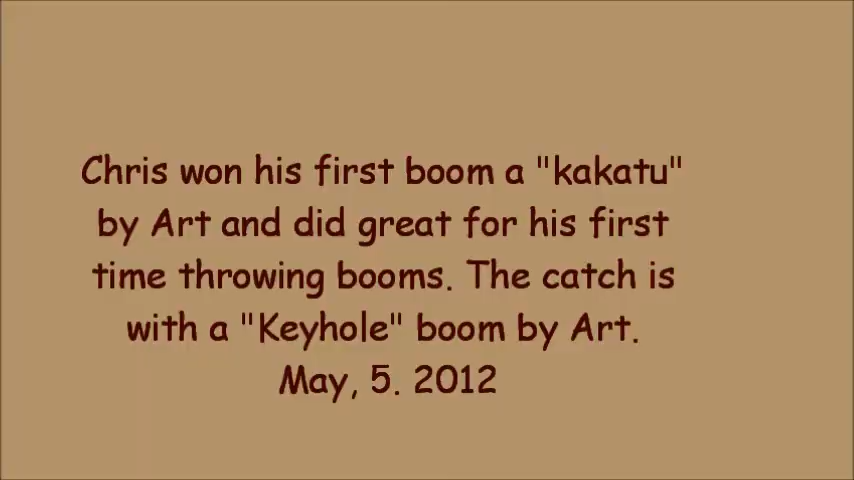 Chris won his first boom a "kakatu"
by Art and did great for his first
time throwing booms. The catch is
with a "Keyhole" boom by Art.
May, 5. 2012